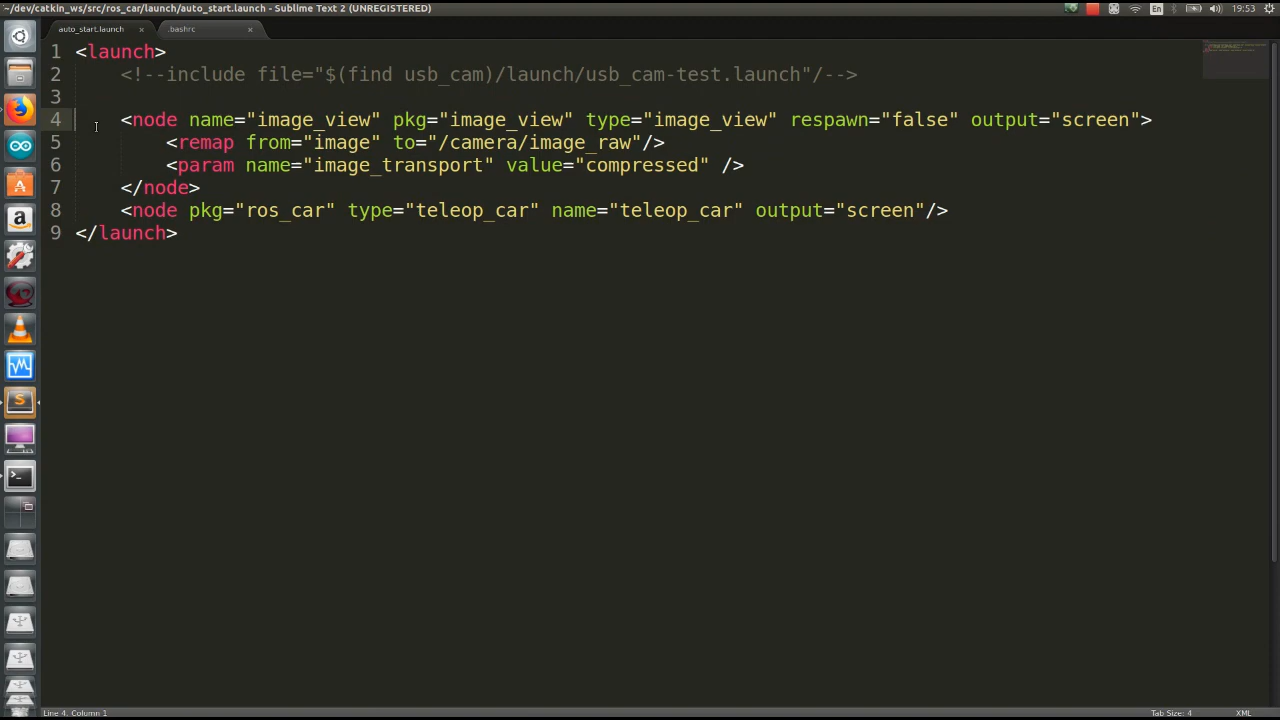 ~/dev/catkin_ws/src/ros_car/launch/auto_start.launch - Sublime Text 2 (UNREGISTERED)
En
19:53
auto_start.launch × .bashrc ×
1 <launch>
2 <!--include file="$(find usb_cam)/launch/usb_cam-test.launch"/-->
3
4 <node name="image_view" pkg="image_view" type="image_view" respawn="false" output="screen">
5 <remap from="image" to="/camera/image_raw"/>
6 <param name="image_transport" value="compressed" />
7 </node>
8 <node pkg="ros_car" type="teleop_car" name="teleop_car" output="screen"/>
9 </launch>
Line 4, Column 1
Tab Size: 4
XML